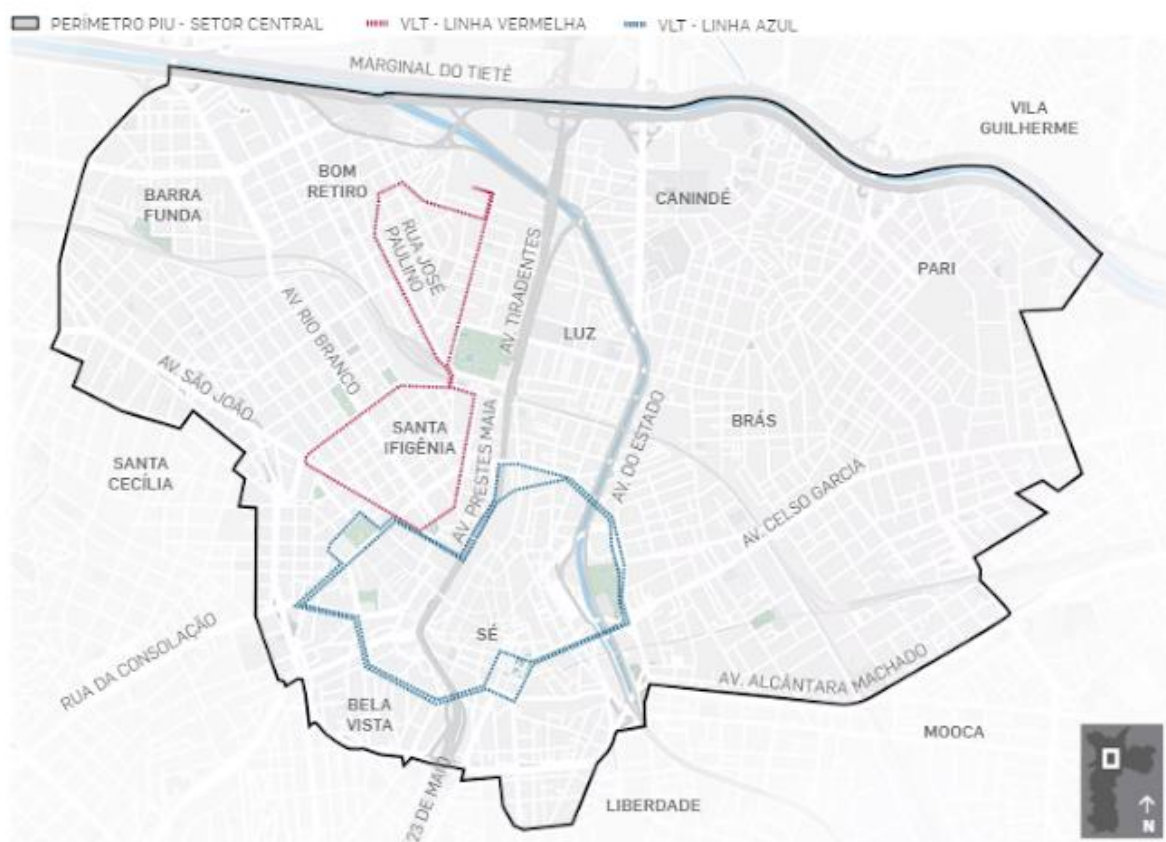 PERÍMETRO PIU - SETOR CENTRAL
VLT - LINHA VERMELHA
VLT - LINHA AZUL
MARGINAL DO TIETÊ
VILA
GUILHERME
BOM
RETIRO
BARRA
FUNDA
CANINDÉ
RUA JOSÉ
PAULINO
AV. TIRADENTES
PARI
AV. RIO BRANCO
LUZ
AV. SÃO JOÃO
SANTA
IFIGÊNIA
BRÁS
SANTA
CECÍLIA
AV. PRESTES MAIA
AV. DO ESTADO
AV. CELSO GARCIA
SÉ
RUA DA CONSOLAÇÃO
BELA
VISTA
AV. ALCÂNTARA MACHADO
MOOCA
23 DE MAIO
LIBERDADE
N